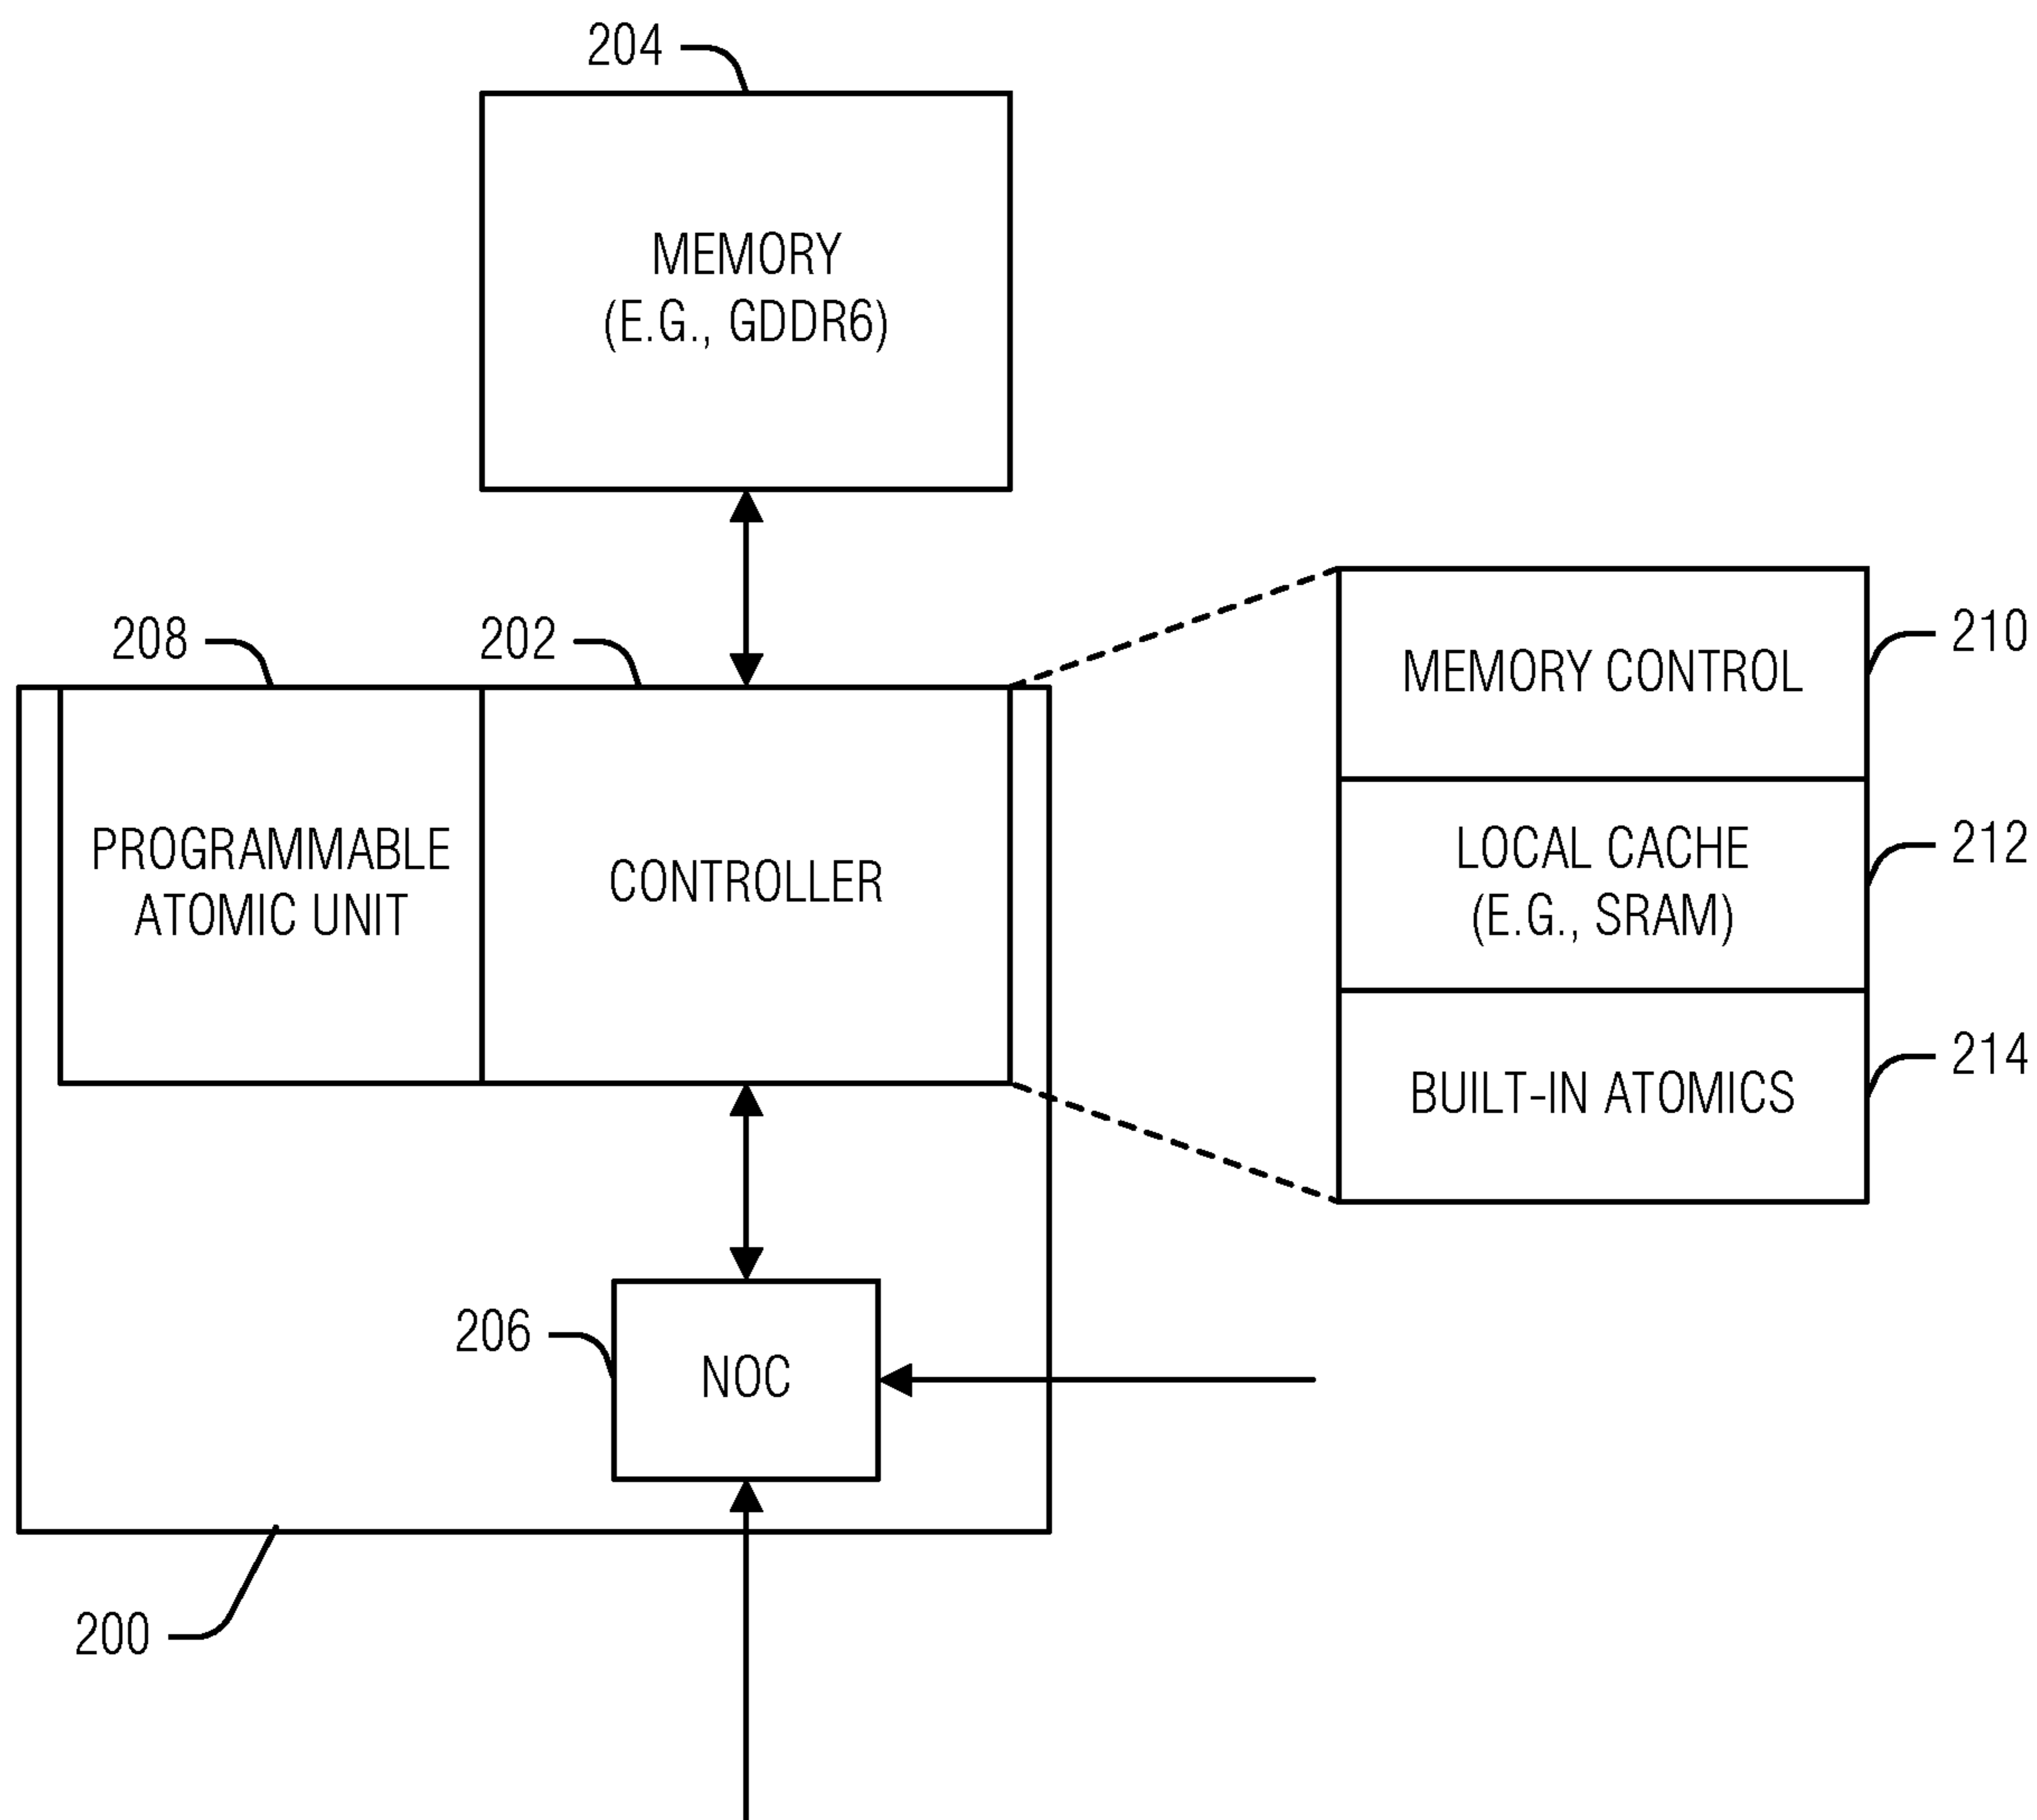 204
MEMORY
(E.G., GDDR6)
208
202
210
MEMORY CONTROL
PROGRAMMABLE
ATOMIC UNIT
CONTROLLER
LOCAL CACHE
(E.G., SRAM)
212
BUILT-IN ATOMICS
214
206
NOC
200